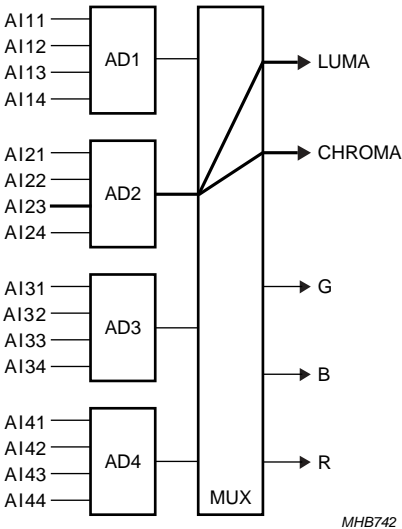 AI11
AI12
AI13
AI14
AD1
LUMA
AI21
AI22
AI23
AI24
AD2
CHROMA
AI31
AI32
AI33
AI34
AD3
G
B
AI41
AI42
AI43
AI44
AD4
R
MUX
MHB742